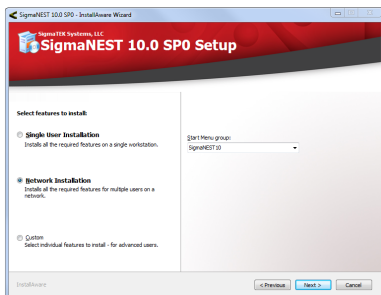 SigmaNEST 10.0 SP0 - InstallAware Wizard
SigmaTEK Systems, LLC
SigmaNEST 10.0 SP0 Setup
Select features to install:
Single User Installation
Installs all the required features on a single workstation.
Start Menu group:
SigmaNEST10
Network Installation
Installs all the required features for multiple users on a
network.
Custom
Select individual features to install - for advanced users.
InstallAware
< Previous
Next >
Cancel